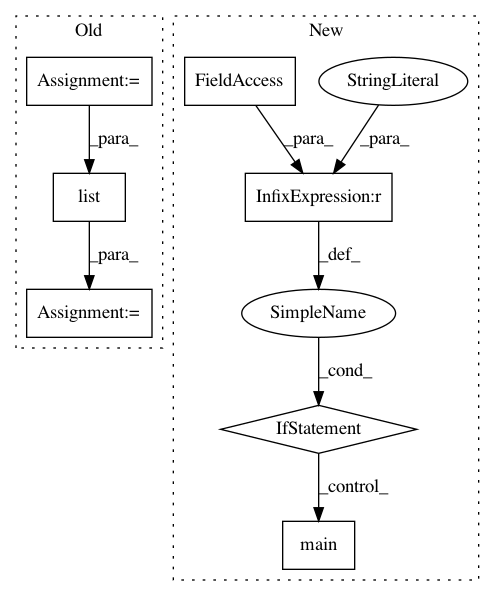 Old
New
Assignment:=
FieldAccess
StringLiteral
_para_
_para_
_para_
list
InfixExpression:r
_para_
_def_
Assignment:=
SimpleName
_cond_
IfStatement
_control_
main